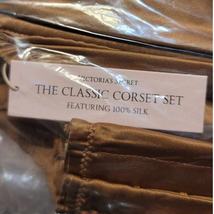 VICTORIA'S SECRET
THE CLASSIC CORSET SET
FEATURING 100% SILK